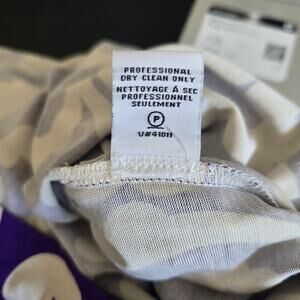 PROFESSIONAL
DRY CLEAN ONLY
NETTOYAGE À SEC
PROFESSIONNEL
SEULEMENT
P
U#41011